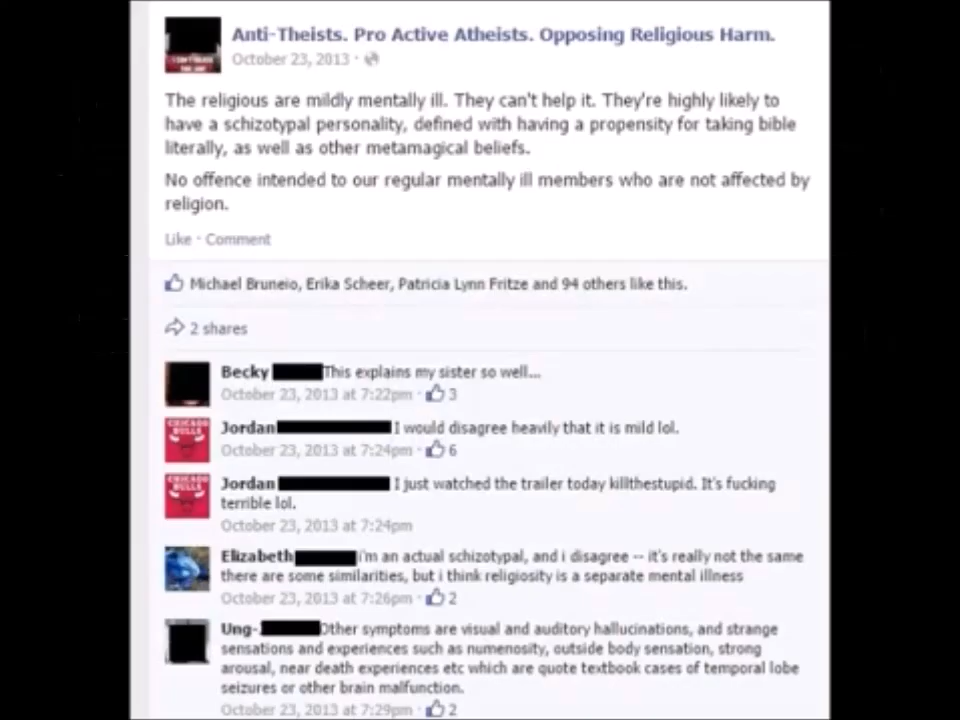 Anti-Theists. Pro Active Atheists. Opposing Religious Harm.
October 23, 2013 ·
The religious are mildly mentally ill. They can't help it. They're highly likely to
have a schizotypal personality, defined with having a propensity for taking bible
literally, as well as other metamagical beliefs.
No offence intended to our regular mentally ill members who are not affected by
religion.
Like · Comment
Michael Bruneio, Erika Scheer, Patricia Lynn Fritze and 94 others like this.
2 shares
Becky This explains my sister so well...
October 23, 2013 at 7:22pm · 3
CHICAGO
BULLS
Jordan I would disagree heavily that it is mild lol.
October 23, 2013 at 7:24pm · 6
CHICAGO
BULLS
Jordan I just watched the trailer today killthestupid. It's fucking
terrible lol.
October 23, 2013 at 7:24pm
Elizabeth i'm an actual schizotypal, and i disagree -- it's really not the same
there are some similarities, but i think religiosity is a separate mental illness
October 23, 2013 at 7:26pm · 2
Ung- Other symptoms are visual and auditory hallucinations, and strange
sensations and experiences such as numenosity, outside body sensation, strong
arousal, near death experiences etc which are quote textbook cases of temporal lobe
seizures or other brain malfunction.
October 23, 2013 at 7:29pm · 2